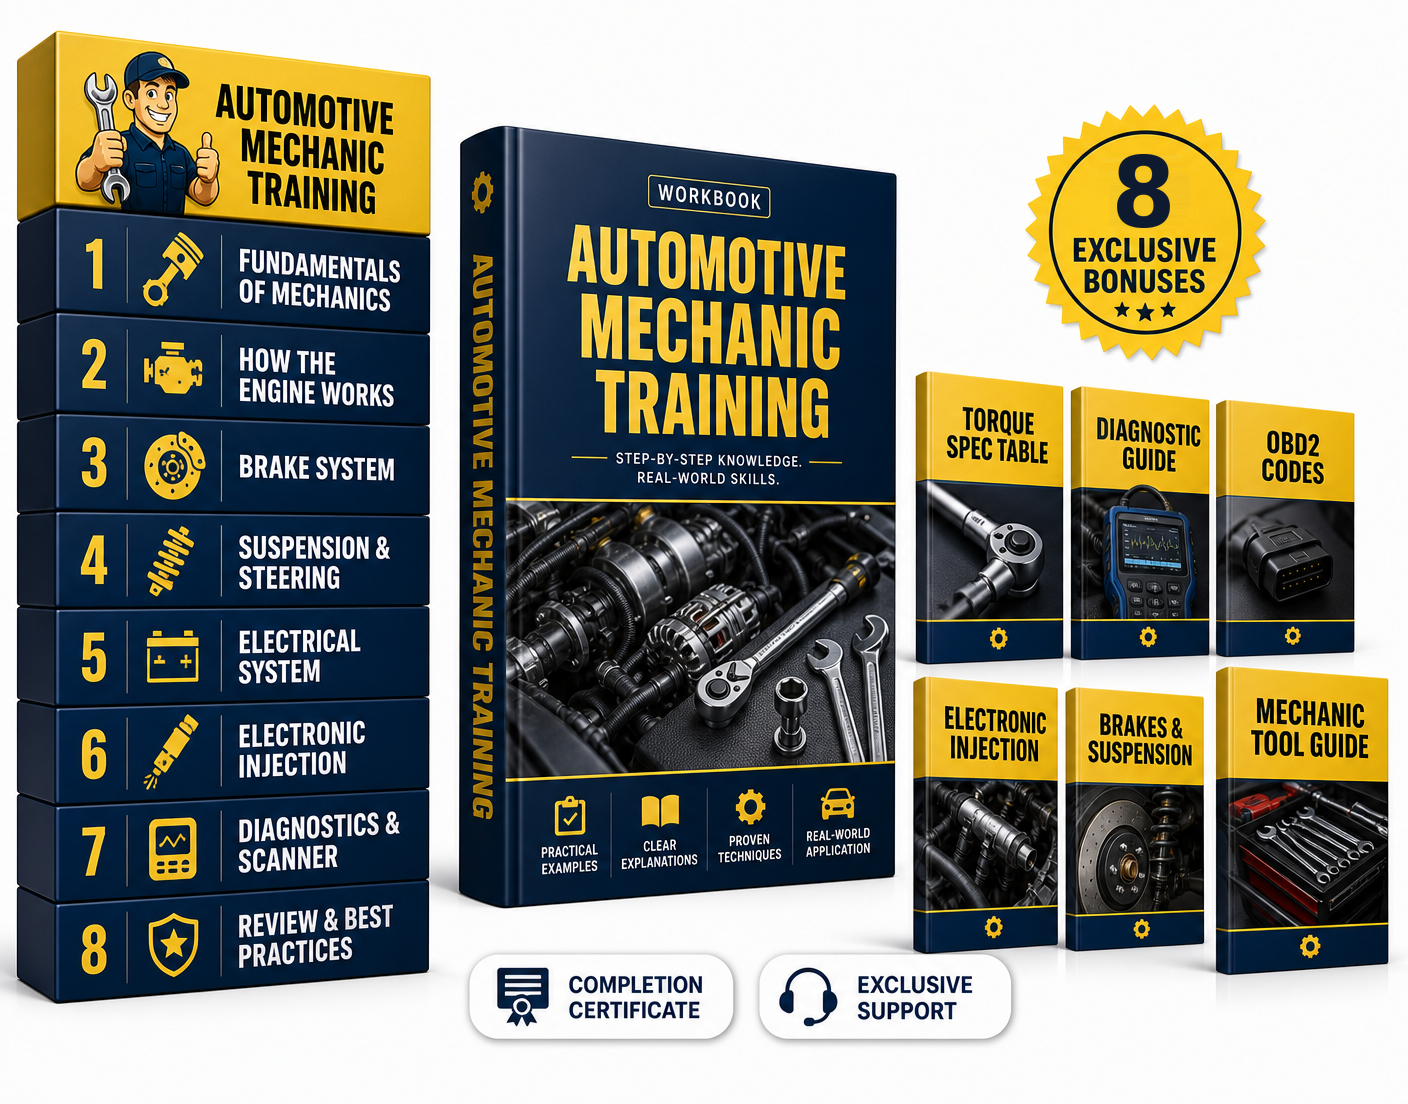 AUTOMOTIVE
MECHANIC
TRAINING
1
FUNDAMENTALS
OF MECHANICS
2
HOW THE
ENGINE WORKS
3
BRAKE SYSTEM
4
SUSPENSION &
STEERING
5
ELECTRICAL
SYSTEM
6
ELECTRONIC
INJECTION
7
DIAGNOSTICS &
SCANNER
8
REVIEW & BEST
PRACTICES
AUTOMOTIVE MECHANIC TRAINING
WORKBOOK
AUTOMOTIVE
MECHANIC
TRAINING
STEP-BY-STEP KNOWLEDGE.
REAL-WORLD SKILLS.
PRACTICAL
EXAMPLES
CLEAR
EXPLANATIONS
PROVEN
TECHNIQUES
REAL-WORLD
APPLICATION
8
EXCLUSIVE
BONUSES
TORQUE
SPEC TABLE
DIAGNOSTIC
GUIDE
OBD2
CODES
ELECTRONIC
INJECTION
BRAKES &
SUSPENSION
MECHANIC
TOOL GUIDE
COMPLETION
CERTIFICATE
EXCLUSIVE
SUPPORT